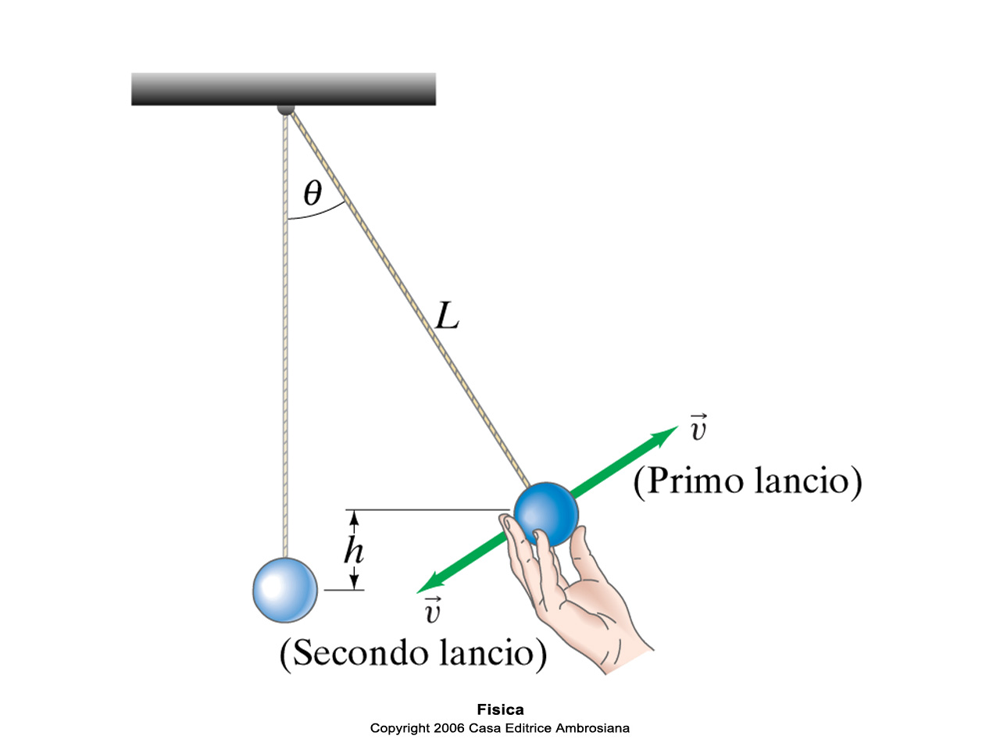 θ
L
v⃗
(Primo lancio)
h
v⃗
(Secondo lancio)
Fisica
Copyright 2006 Casa Editrice Ambrosiana